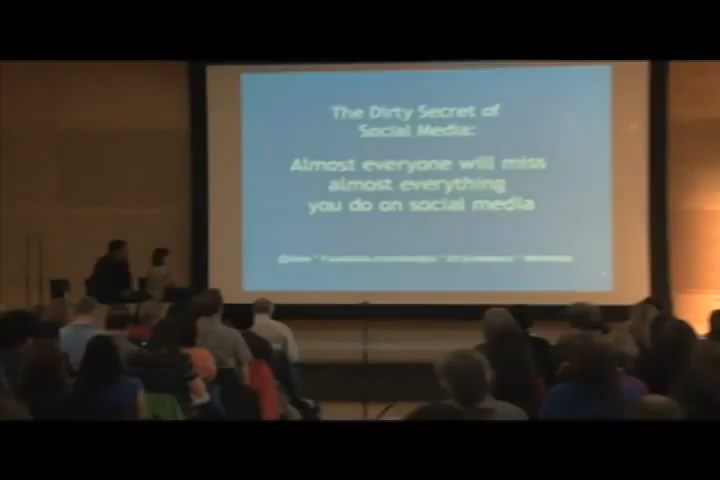 The Dirty Secret of
Social Media:
Almost everyone will miss
almost everything
you do on social media